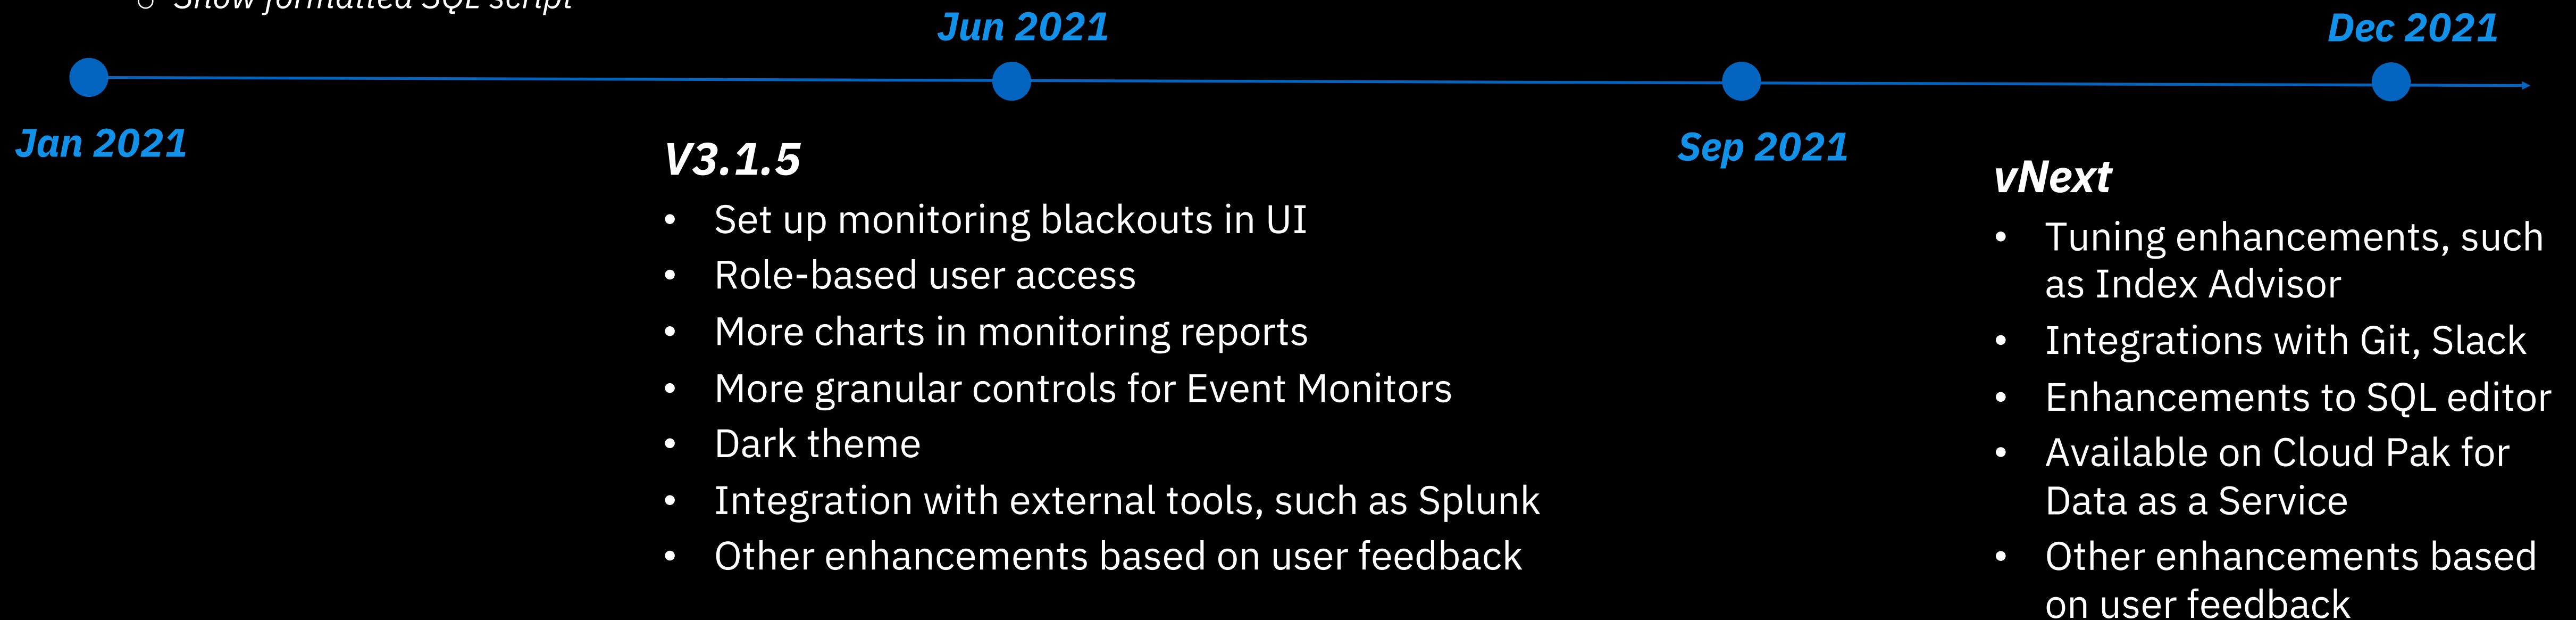 ○ Show formatted SQL script
Jun 2021
Dec 2021
Jan 2021
Sep 2021
V3.1.5
• Set up monitoring blackouts in UI
• Role-based user access
• More charts in monitoring reports
• More granular controls for Event Monitors
• Dark theme
• Integration with external tools, such as Splunk
• Other enhancements based on user feedback
vNext
• Tuning enhancements, such
as Index Advisor
• Integrations with Git, Slack
• Enhancements to SQL editor
• Available on Cloud Pak for
Data as a Service
• Other enhancements based
on user feedback